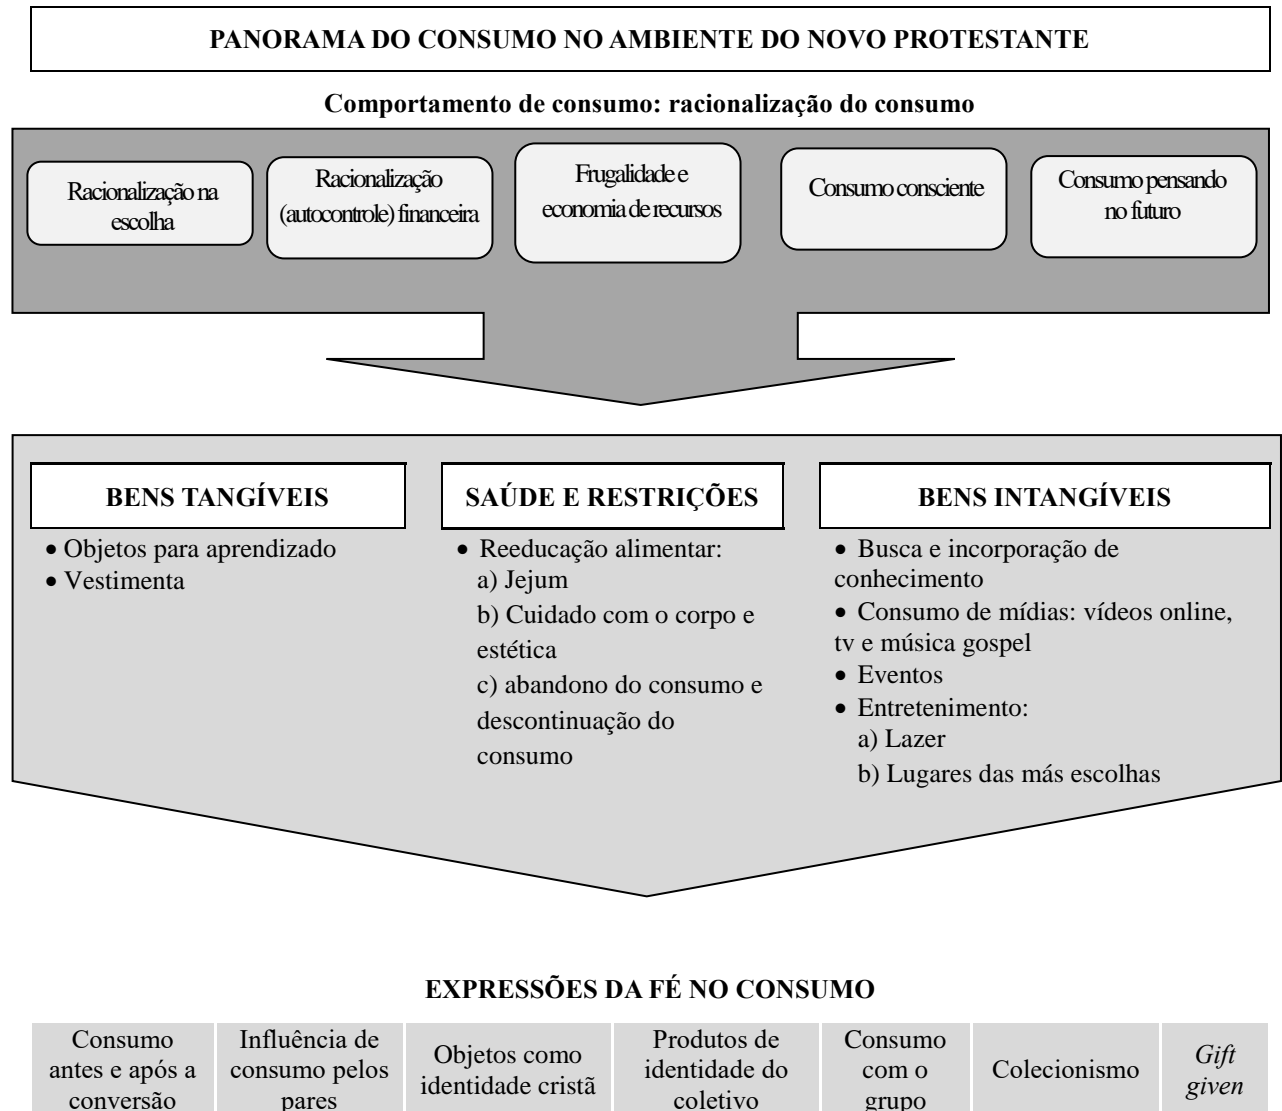 PANORAMA DO CONSUMO NO AMBIENTE DO NOVO PROTESTANTE
Comportamento de consumo: racionalização do consumo
Racionalização na
escolha
Racionalização
(autocontrole) financeira
Frugalidade e
economia de recursos
Consumo consciente
Consumo pensando
no futuro
BENS TANGÍVEIS
• Objetos para aprendizado
• Vestimenta
SAÚDE E RESTRIÇÕES
• Reeducação alimentar:
a) Jejum
b) Cuidado com o corpo e
estética
c) abandono do consumo e
descontinuação do
consumo
BENS INTANGÍVEIS
• Busca e incorporação de
conhecimento
• Consumo de mídias: vídeos online,
tv e música gospel
• Eventos
• Entretenimento:
a) Lazer
b) Lugares das más escolhas
EXPRESSÕES DA FÉ NO CONSUMO
Consumo
antes e após a
conversão
Influência de
consumo pelos
pares
Objetos como
identidade cristã
Produtos de
identidade do
coletivo
Consumo
com o
grupo
Colecionismo
Gift
given